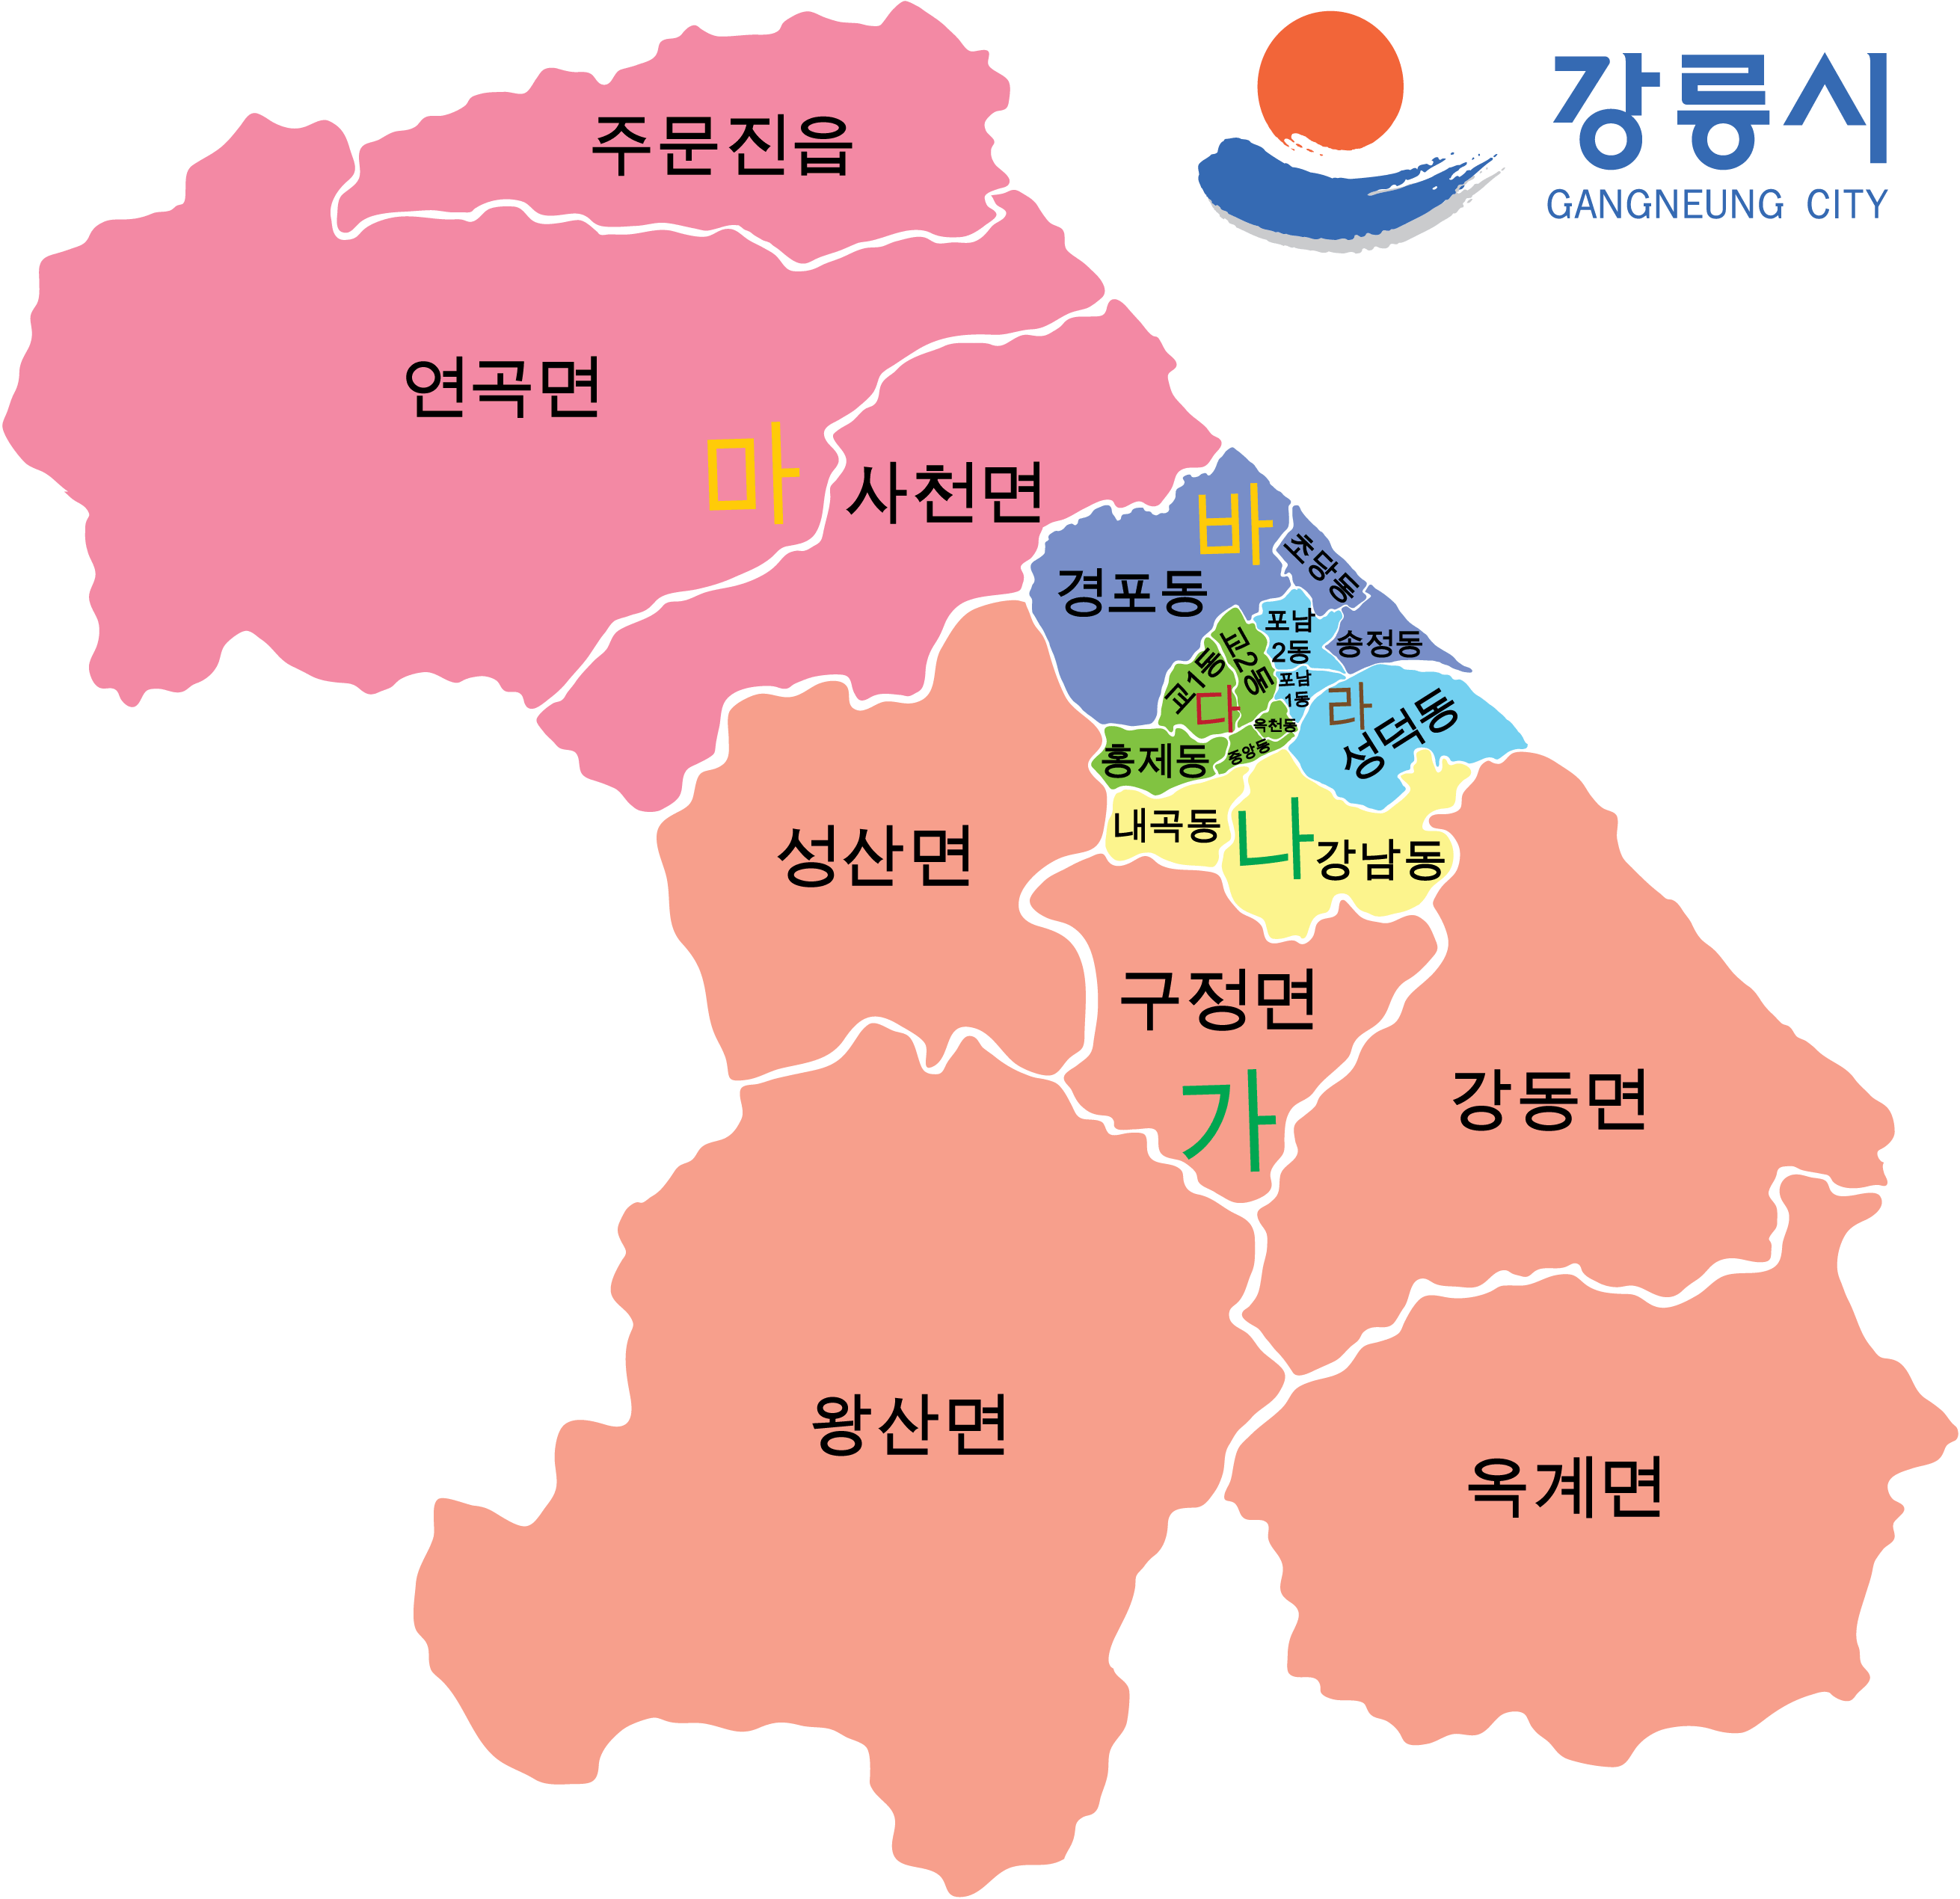 강릉시
GANGNEUNG CITY
주문진읍
연곡면
마
사천면
바
경포동
초당동
포남
2동
송정동
교2동
교1동
포남
1동
다
라
옥천동
강남동
홍제동
중앙동
내곡동
나
강남동
성산면
구정면
가
강동면
왕산면
옥계면